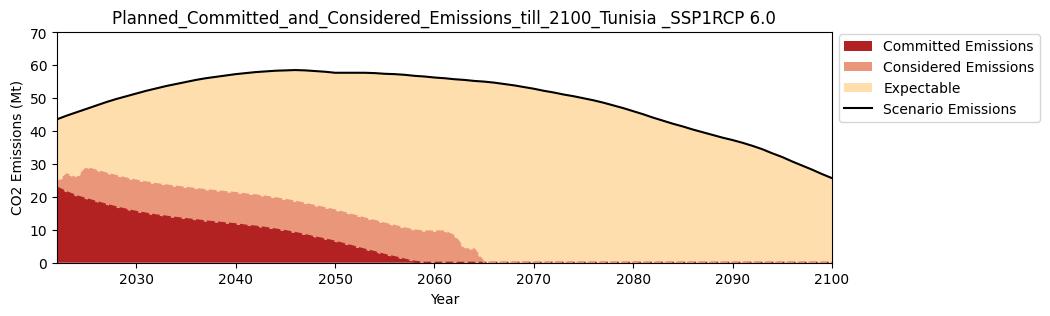 Planned_Committed_and_Considered_Emissions_till_2100_Tunisia _SSP1RCP 6.0
CO2 Emissions (Mt)
70
60
50
40
30
20
10
0
2030 2040 2050 2060 2070 2080 2090 2100
Year
Committed Emissions
Considered Emissions
Expectable
Scenario Emissions